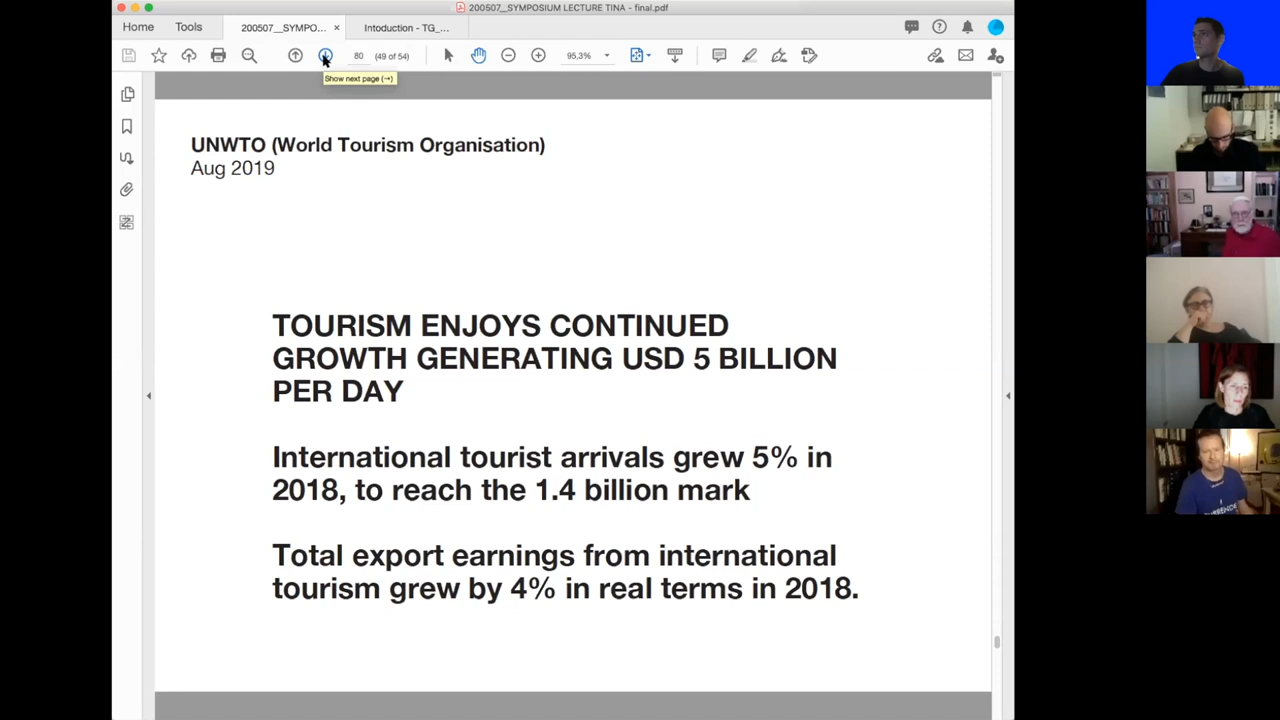 200507__SYMPOSIUM LECTURE TINA - final.pdf
Home
Tools
200507__SYMPO...
×
Intoduction - TG_...
80
(49 of 54)
95,3%
Show next page (→)
UNWTO (World Tourism Organisation)
Aug 2019
TOURISM ENJOYS CONTINUED
GROWTH GENERATING USD 5 BILLION
PER DAY
International tourist arrivals grew 5% in
2018, to reach the 1.4 billion mark
Total export earnings from international
tourism grew by 4% in real terms in 2018.
I